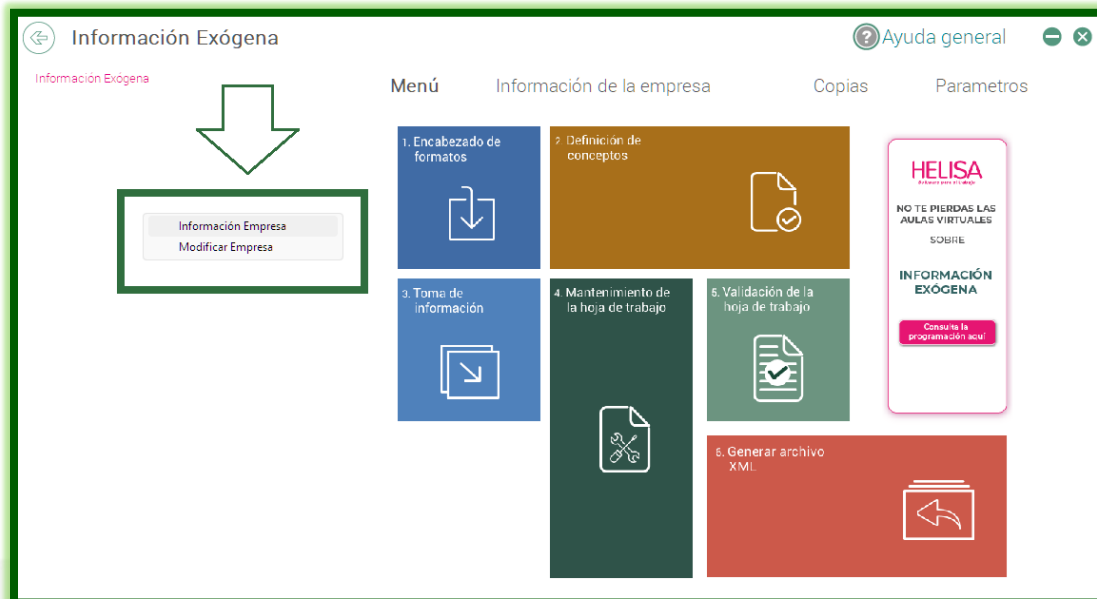 Información Exógena
Ayuda general
Información Exógena
Menú
Información de la empresa
Copias
Parametros
Información Empresa
Modificar Empresa
1. Encabezado de
formatos
2. Definición de
conceptos
3. Toma de
información
4. Mantenimiento de
la hoja de trabajo
5. Validación de la
hoja de trabajo
6. Generar archivo
XML
HELISA
NO TE PIERDAS LAS
AULAS VIRTUALES
SOBRE
INFORMACIÓN
EXÓGENA
Consulta la
programación aquí